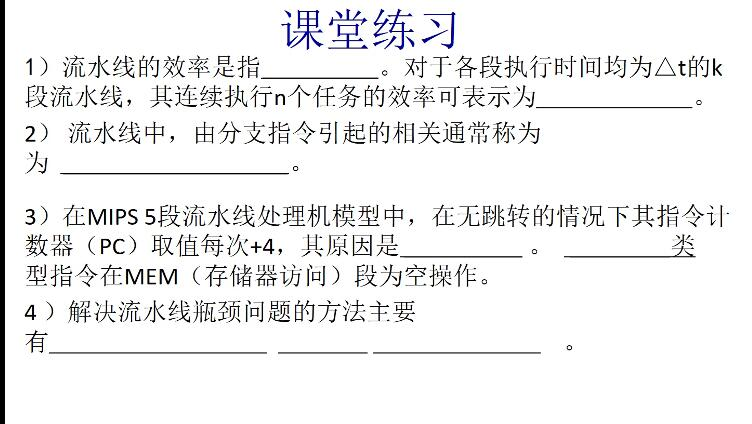 课堂练习
1）流水线的效率是指__________。对于各段执行时间均为△t的k
段流水线，其连续执行n个任务的效率可表示为_____________。
2） 流水线中，由分支指令引起的相关通常称为
为 ___________________。
3）在MIPS 5段流水线处理机模型中，在无跳转的情况下其指令计
数器（PC）取值每次+4，其原因是__________ 。 _________类
型指令在MEM（存储器访问）段为空操作。
4 ）解决流水线瓶颈问题的方法主要
有__________________ _______ ______________ 。